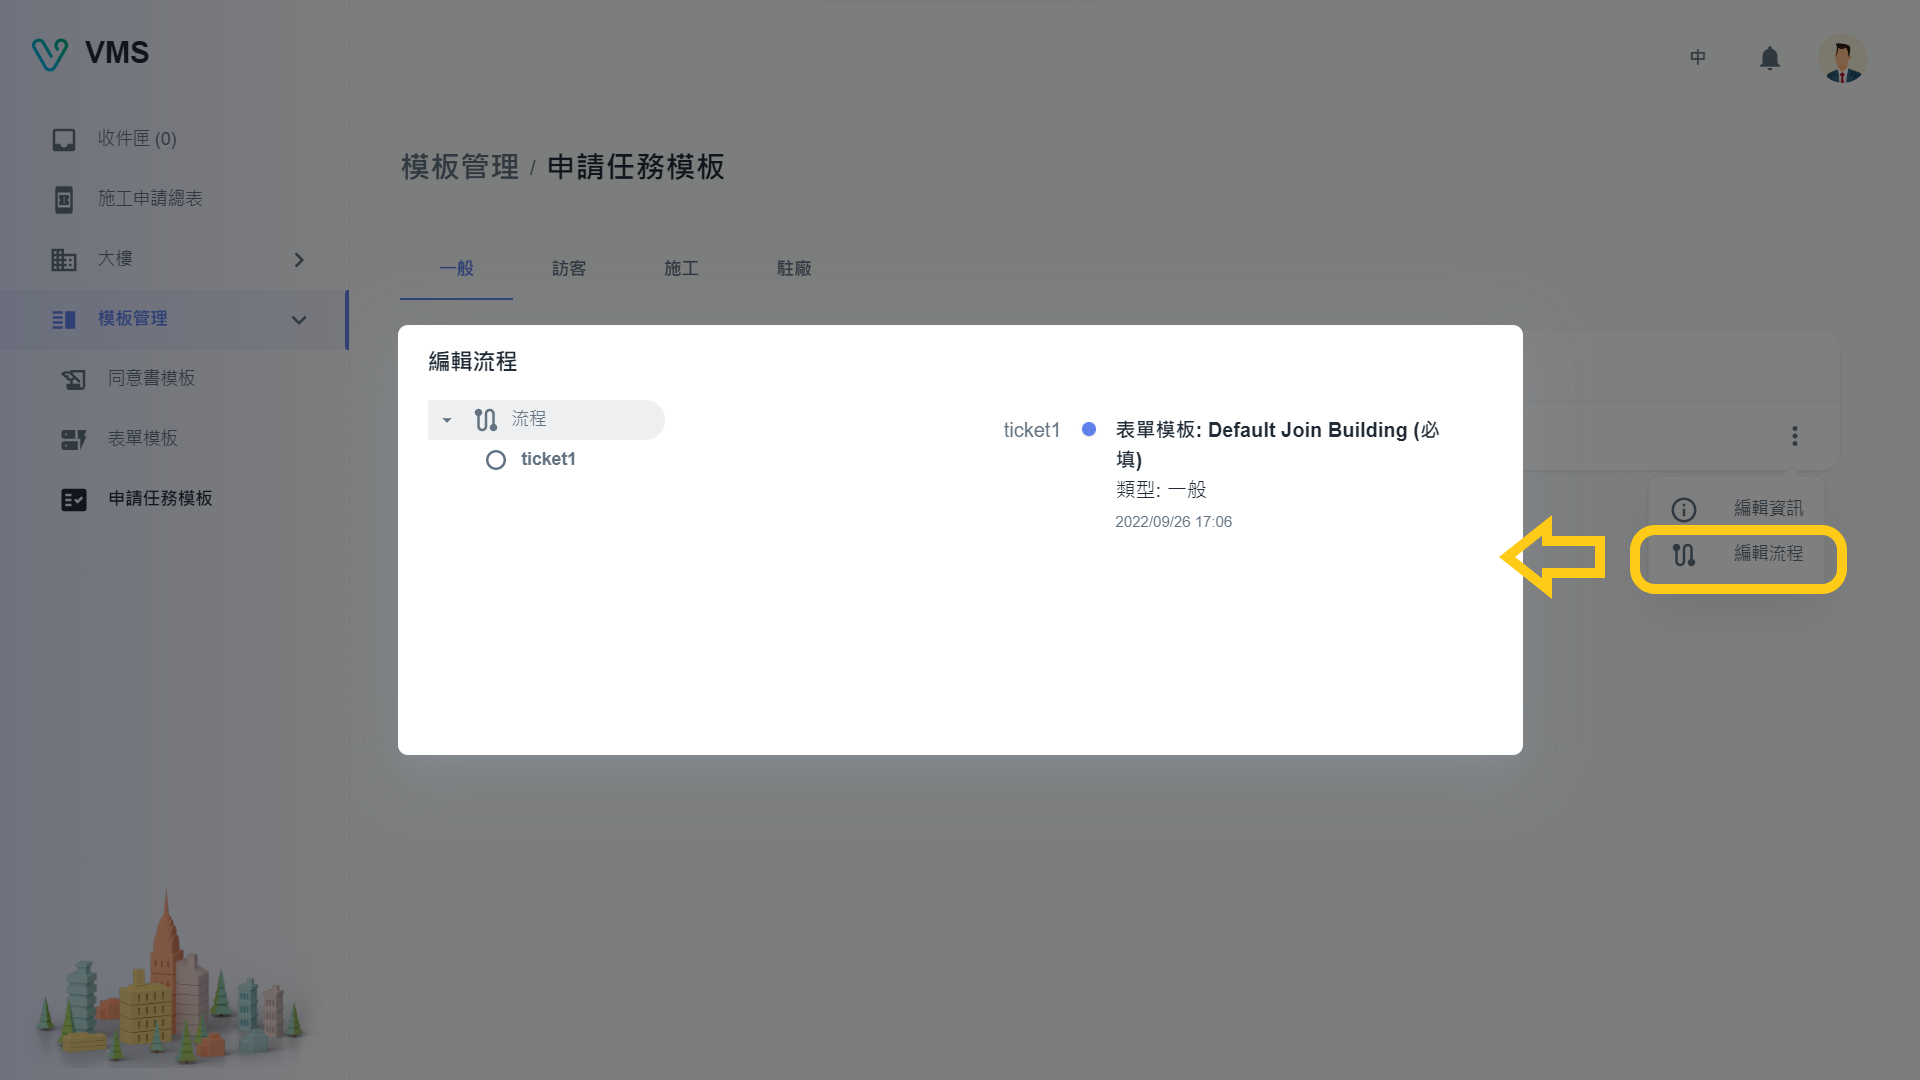 VMS
中
收件匣 (0)
施工申請總表
大樓
模板管理
同意書模板
表單模板
申請任務模板
模板管理 / 申請任務模板
一般
訪客
施工
駐廠
編輯流程
流程
ticket1
ticket1
表單模板: Default Join Building (必
填)
類型: 一般
2022/09/26 17:06
編輯資訊
編輯流程